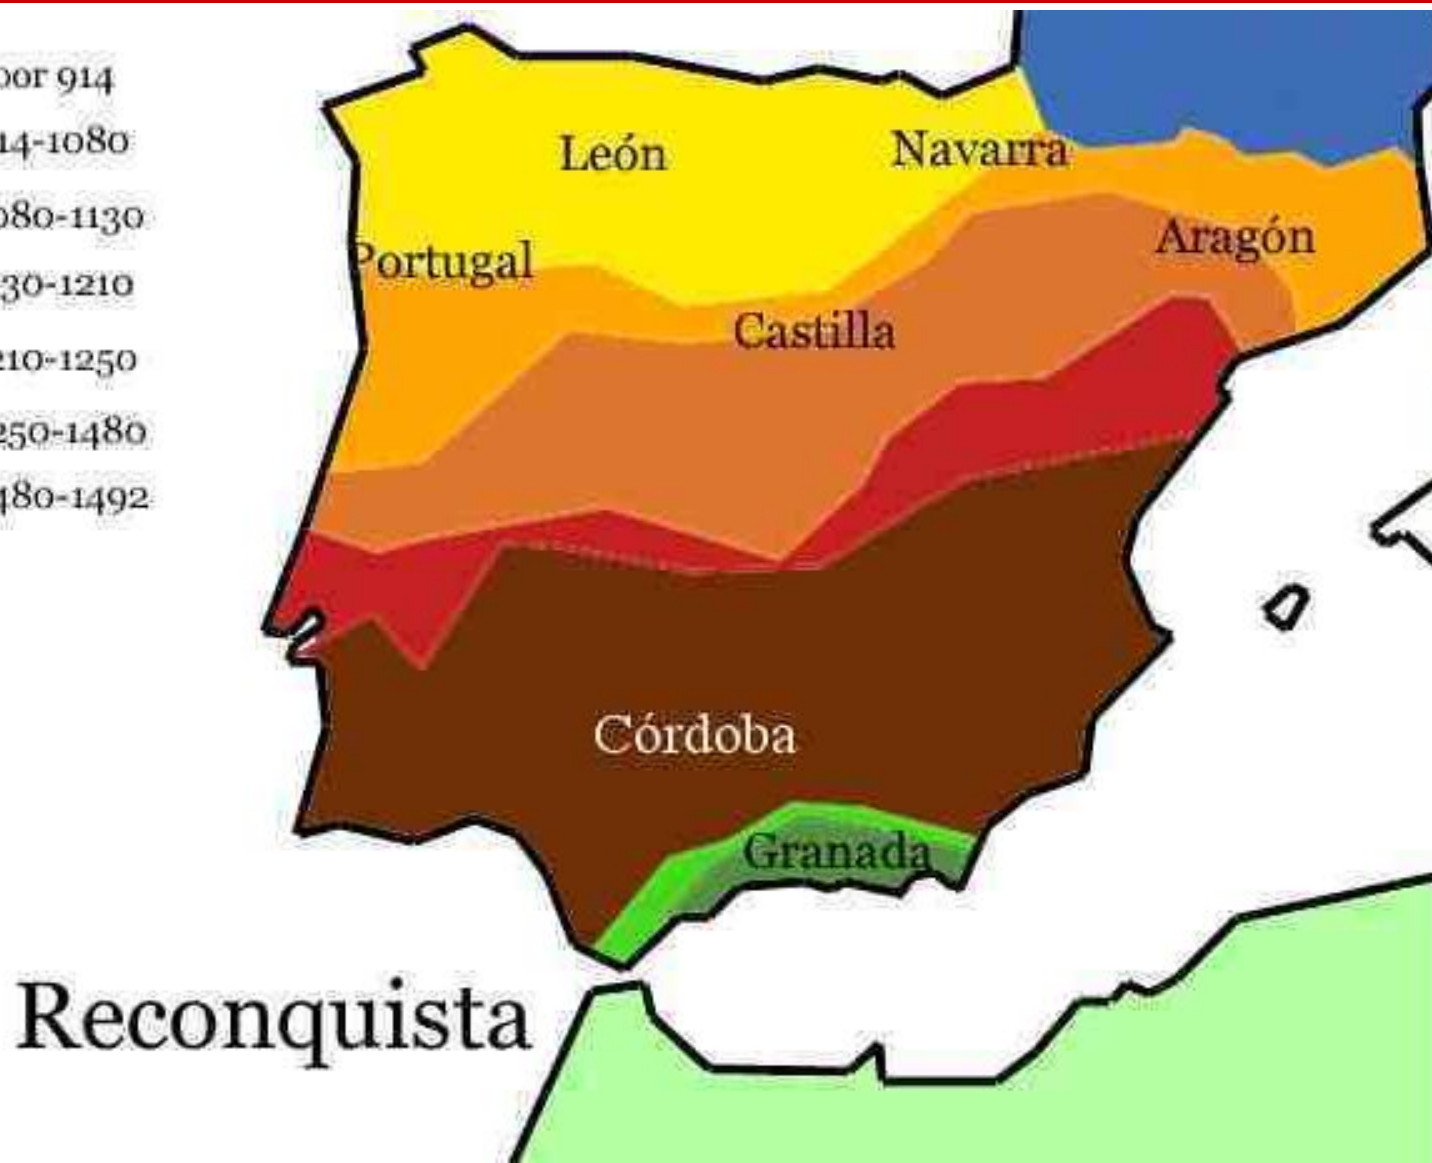 oor 914
14-1080
080-1130
30-1210
210-1250
250-1480
480-1492
León
Navarra
Portugal
Aragón
Castilla
Córdoba
Granada
Reconquista